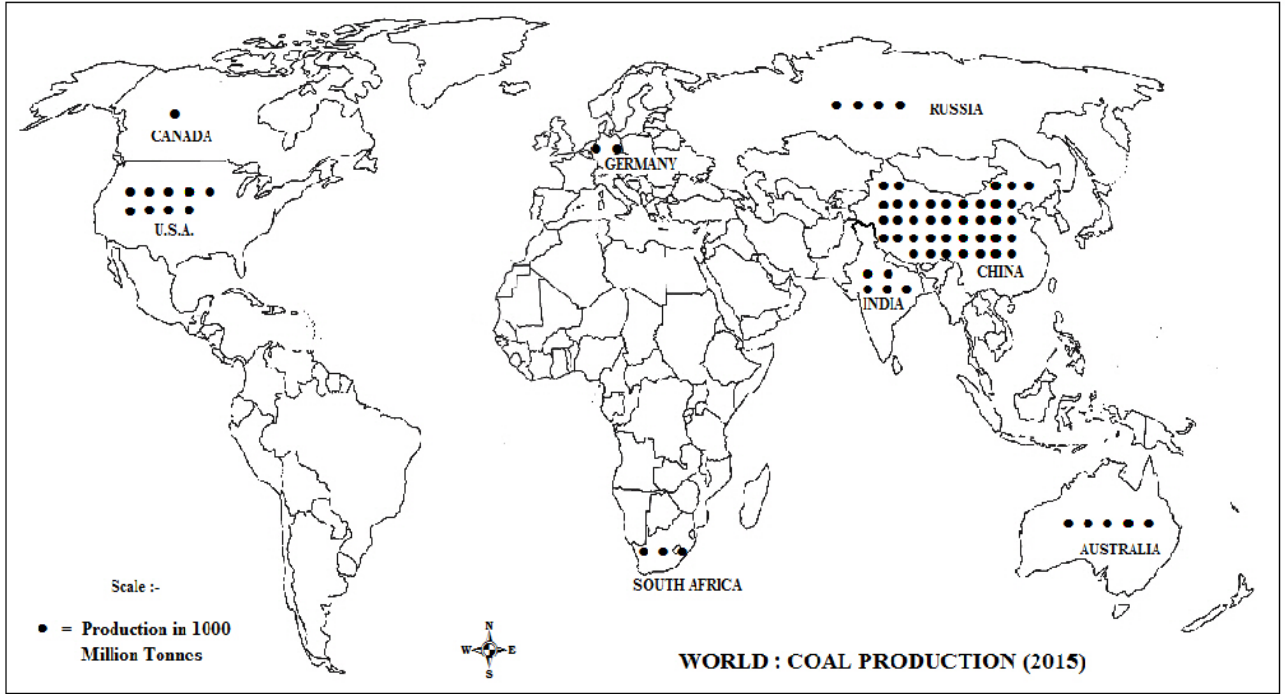 RUSSIA
CANADA
GERMANY
U.S.A.
CHINA
INDIA
AUSTRALIA
SOUTH AFRICA
Scale :-
= Production in 1000
Million Tonnes
N
W E
S
WORLD : COAL PRODUCTION (2015)